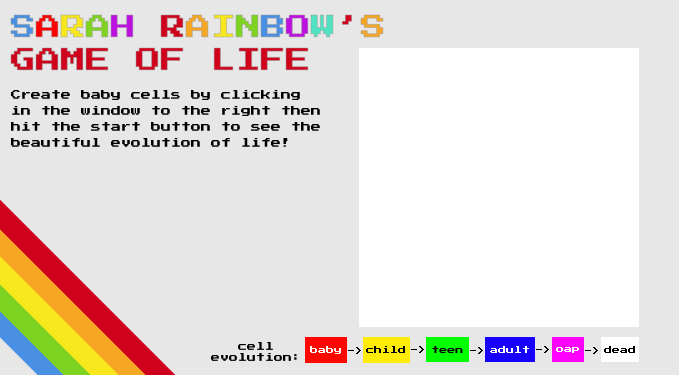 SARAH RAINBOW'S
GAME OF LIFE
Create baby cells by clicking
in the window to the right then
hit the start button to see the
beautiful evolution of life!
cell
evolution: baby -> child -> teen -> adult -> oap -> dead